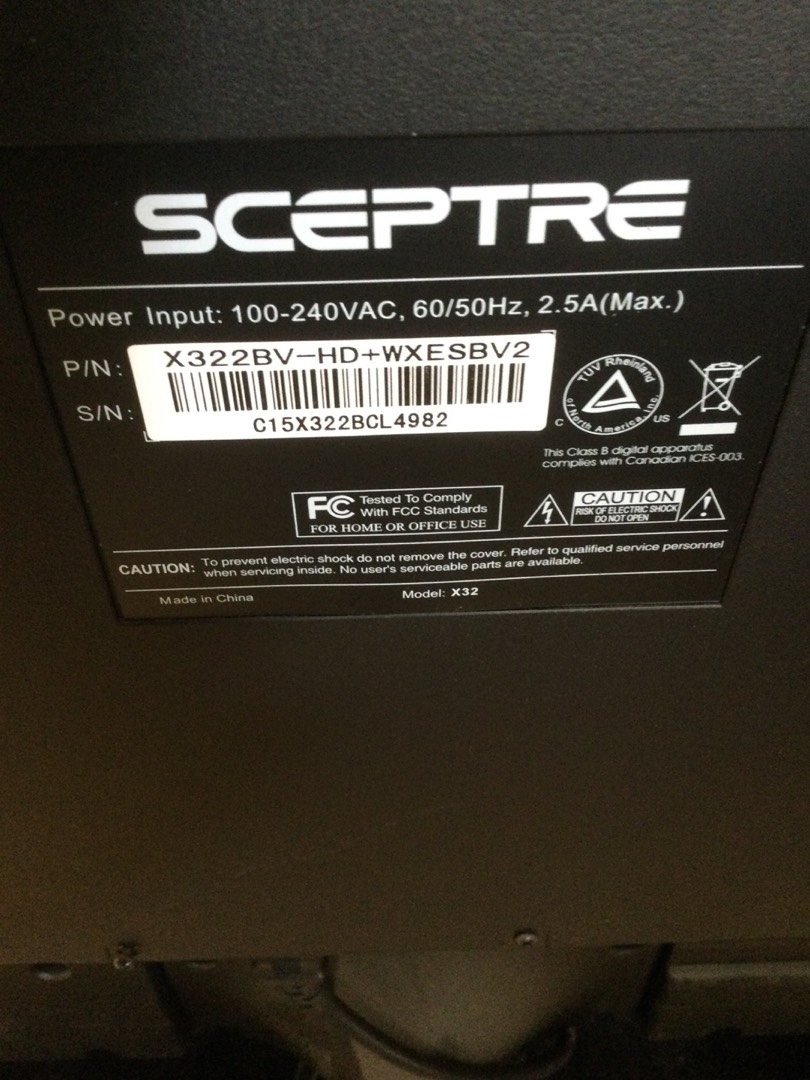 SCEPTRE
Power Input: 100-240VAC, 60/50Hz, 2.5A(Max.)
P/N: X322BV-HD+WXESBV2
S/N: C15X322BCL4982
TUV Rheinland
of North America, Inc.
C US
This Class B digital apparatus
complies with Canadian ICES-003.
FC Tested To Comply
With FCC Standards
FOR HOME OR OFFICE USE
CAUTION
RISK OF ELECTRIC SHOCK
DO NOT OPEN
!
CAUTION: To prevent electric shock do not remove the cover. Refer to qualified service personnel
when servicing inside. No user's serviceable parts are available.
Made in China Model: X32